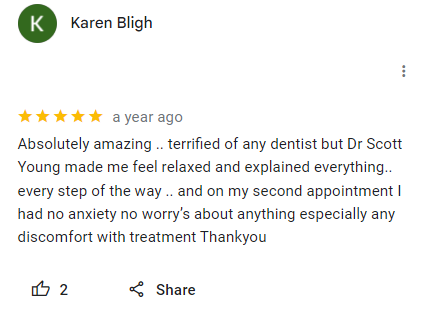 K
Karen Bligh
a year ago
Absolutely amazing .. terrified of any dentist but Dr Scott
Young made me feel relaxed and explained everything..
every step of the way .. and on my second appointment I
had no anxiety no worry's about anything especially any
discomfort with treatment Thankyou
2 Share